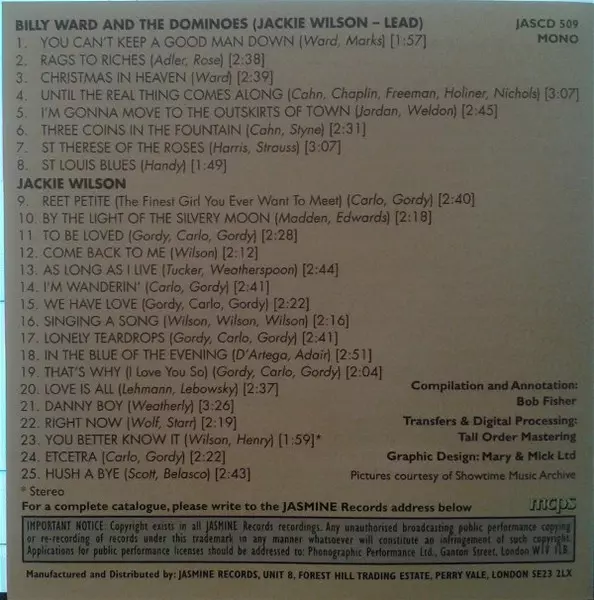 BILLY WARD AND THE DOMINOES (JACKIE WILSON – LEAD) JASCD 509
1. YOU CAN'T KEEP A GOOD MAN DOWN (Ward, Marks) [1:57] MONO
2. RAGS TO RICHES (Adler, Rose) [2:38]
3. CHRISTMAS IN HEAVEN (Ward) [2:39]
4. UNTIL THE REAL THING COMES ALONG (Cahn, Chaplin, Freeman, Holiner, Nichols) [3:07]
5. I'M GONNA MOVE TO THE OUTSKIRTS OF TOWN (Jordan, Weldon) [2:45]
6. THREE COINS IN THE FOUNTAIN (Cahn, Styne) [2:31]
7. ST THERESE OF THE ROSES (Harris, Strauss) [3:07]
8. ST LOUIS BLUES (Handy) [1:49]
JACKIE WILSON
9. REET PETITE (The Finest Girl You Ever Want To Meet) (Carlo, Gordy) [2:40]
10. BY THE LIGHT OF THE SILVERY MOON (Madden, Edwards) [2:18]
11. TO BE LOVED (Gordy, Carlo, Gordy) [2:28]
12. COME BACK TO ME (Wilson) [2:12]
13. AS LONG AS I LIVE (Tucker, Weatherspoon) [2:44]
14. I'M WANDERIN' (Carlo, Gordy) [2:41]
15. WE HAVE LOVE (Gordy, Carlo, Gordy) [2:22]
16. SINGING A SONG (Wilson, Wilson, Wilson) [2:16]
17. LONELY TEARDROPS (Gordy, Carlo, Gordy) [2:41]
18. IN THE BLUE OF THE EVENING (D'Artega, Adair) [2:51]
19. THAT'S WHY (I Love You So) (Gordy, Carlo, Gordy) [2:04]
20. LOVE IS ALL (Lehmann, Lebowsky) [2:37]
21. DANNY BOY (Weatherly) [3:26]
22. RIGHT NOW (Wolf, Starr) [2:19]
23. YOU BETTER KNOW IT (Wilson, Henry) [1:59]*
24. ETCETRA |Carlo, Gordy) [2:22]
25. HUSH A BYE (Scott, Belasco) [2:43]
Compilation and Annotation:
Bob Fisher
Transfers & Digital Processing:
Tall Order Mastering
Graphic Design: Mary & Mick Ltd
Pictures courtesy of Showtime Music Archive
* Stereo
For a complete catalogue, please write to the JASMINE Records address below
mcps
IMPORTANT NOTICE: Copyright exists in all JASMINE Records recordings. Any unauthorised broadcasting public performance copying
or re-recording of records under this trademark in any manner whatsoever will constitute an infringement of such copyright.
Applications for public performance licenses should be addressed to: Phonographic Performance Ltd., Ganton Street, London W1V 1LB.
Manufactured and Distributed by: JASMINE RECORDS, UNIT 8, FOREST HILL TRADING ESTATE, PERRY VALE, LONDON SE23 2LX